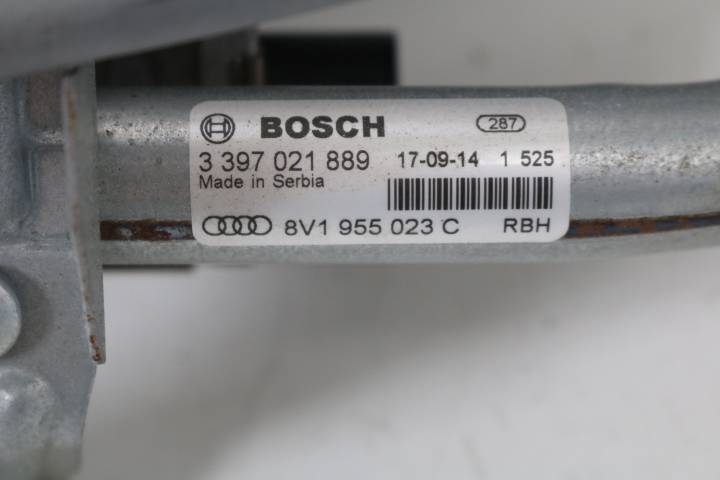 BOSCH 287
3 397 021 889 17-09-14 1 525
Made in Serbia
8V1 955 023 C RBH